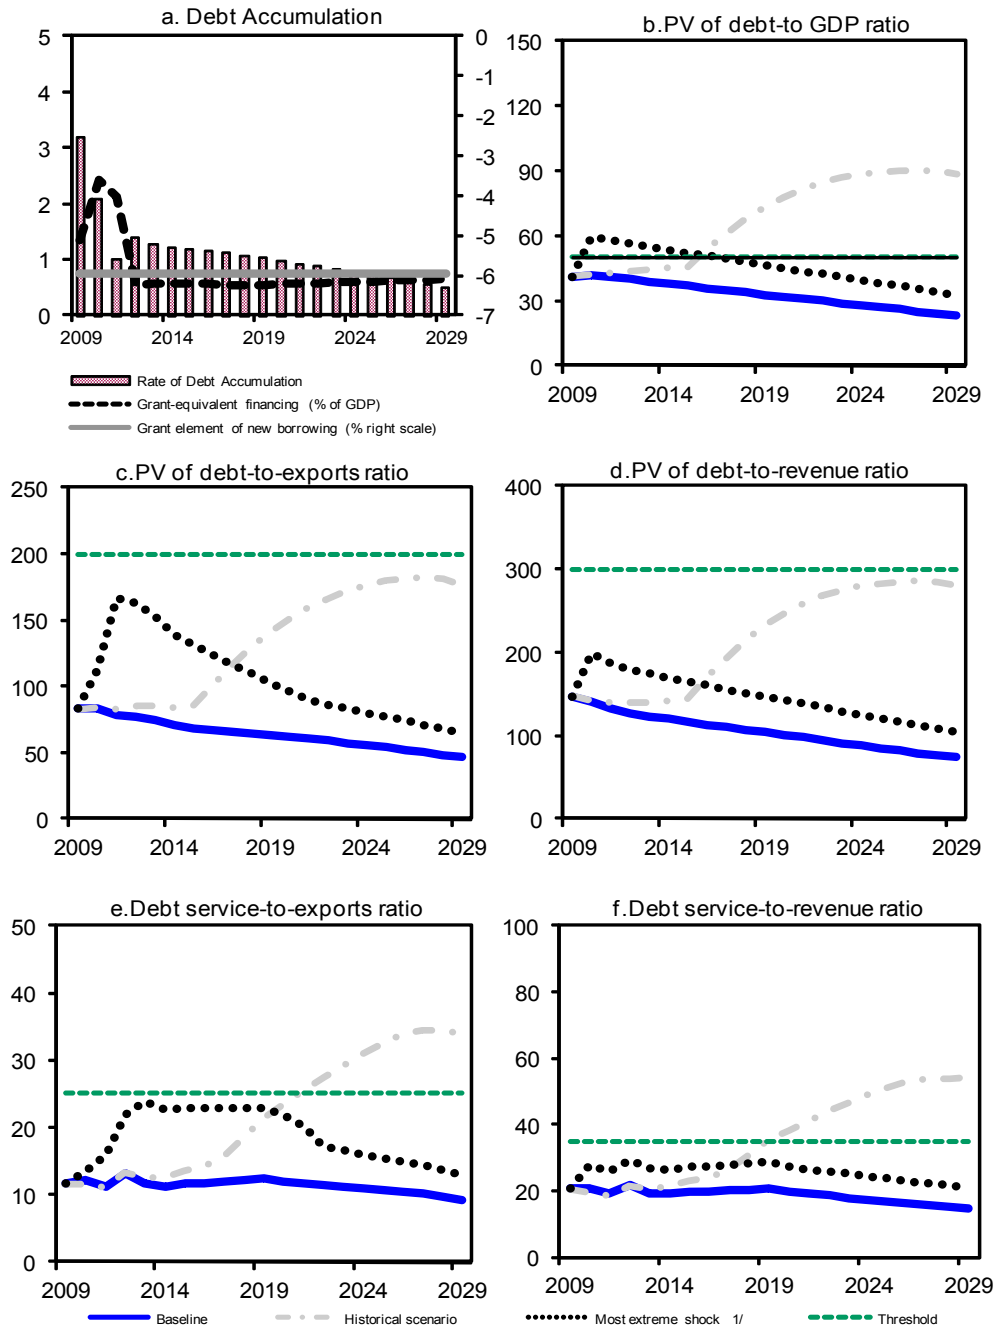 a. Debt Accumulation
5
4
3
2
1
0
0
-1
-2
-3
-4
-5
-6
-7
2009 2014 2019 2024 2029
Rate of Debt Accumulation
Grant-equivalent financing (% of GDP)
Grant element of new borrowing (% right scale)
b.PV of debt-to GDP ratio
150
120
90
60
30
0
2009 2014 2019 2024 2029
c.PV of debt-to-exports ratio
250
200
150
100
50
0
2009 2014 2019 2024 2029
d.PV of debt-to-revenue ratio
400
300
200
100
0
2009 2014 2019 2024 2029
e.Debt service-to-exports ratio
50
40
30
20
10
0
2009 2014 2019 2024 2029
f.Debt service-to-revenue ratio
100
80
60
40
20
0
2009 2014 2019 2024 2029
Baseline Historical scenario Most extreme shock 1/ Threshold